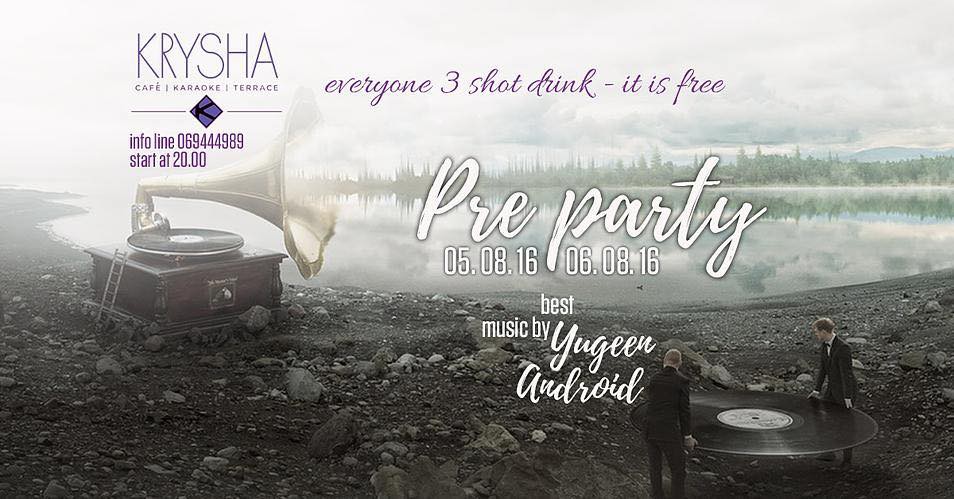 KRYSHA
CAFÉ | KARAOKE | TERRACE
K
info line 069444989
start at 20.00
everyone 3 shot drink - it is free
Pre party
05. 08. 16 06. 08. 16
best
music by Yugeen
Android